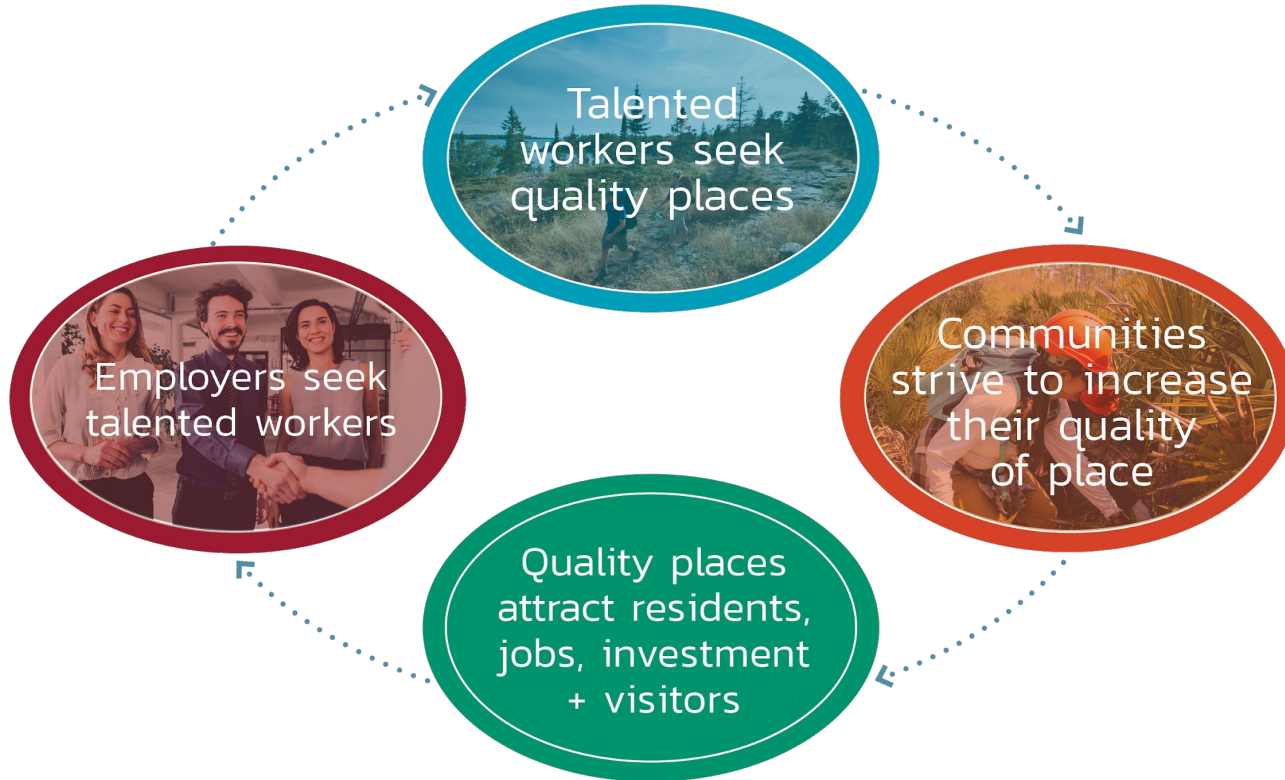 Talented
workers seek
quality places
Communities
strive to increase
their quality
of place
Quality places
attract residents,
jobs, investment
+ visitors
Employers seek
talented workers